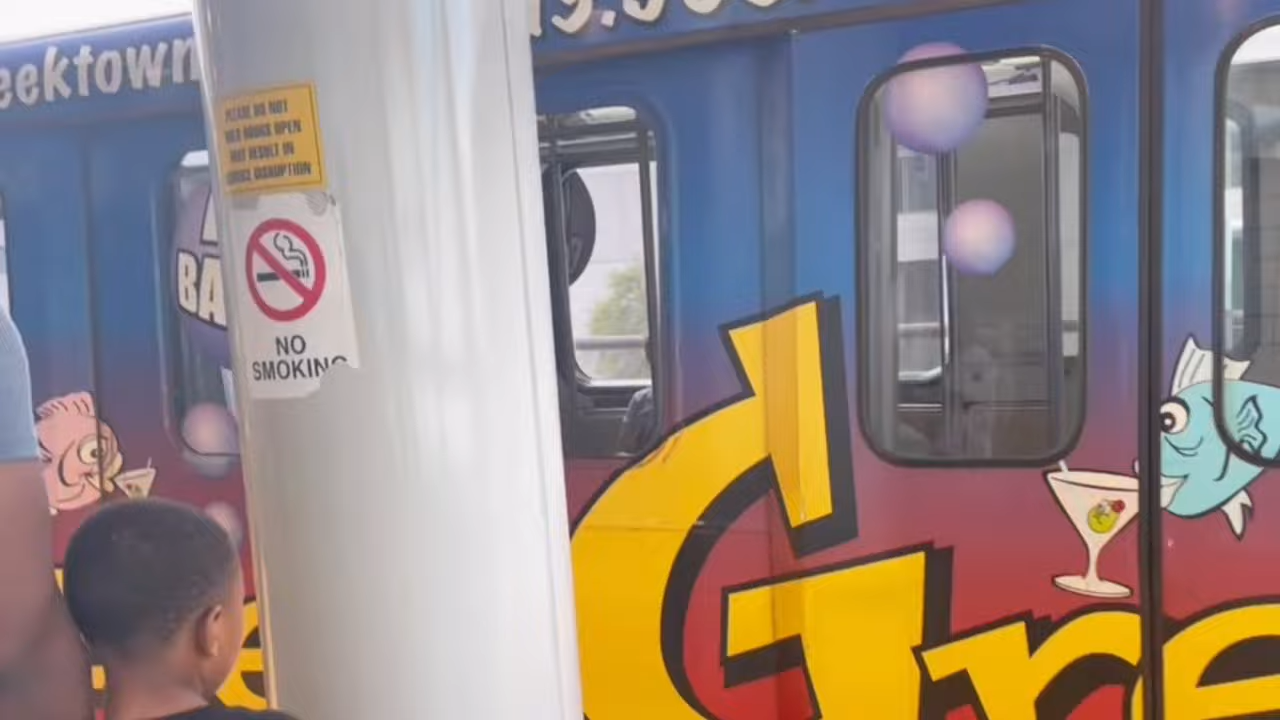 eektown
PLEASE DO NOT
HOLD DOORS OPEN
MAY RESULT IN
SERVICE DISRUPTION
BA
NO
SMOKING
Gre